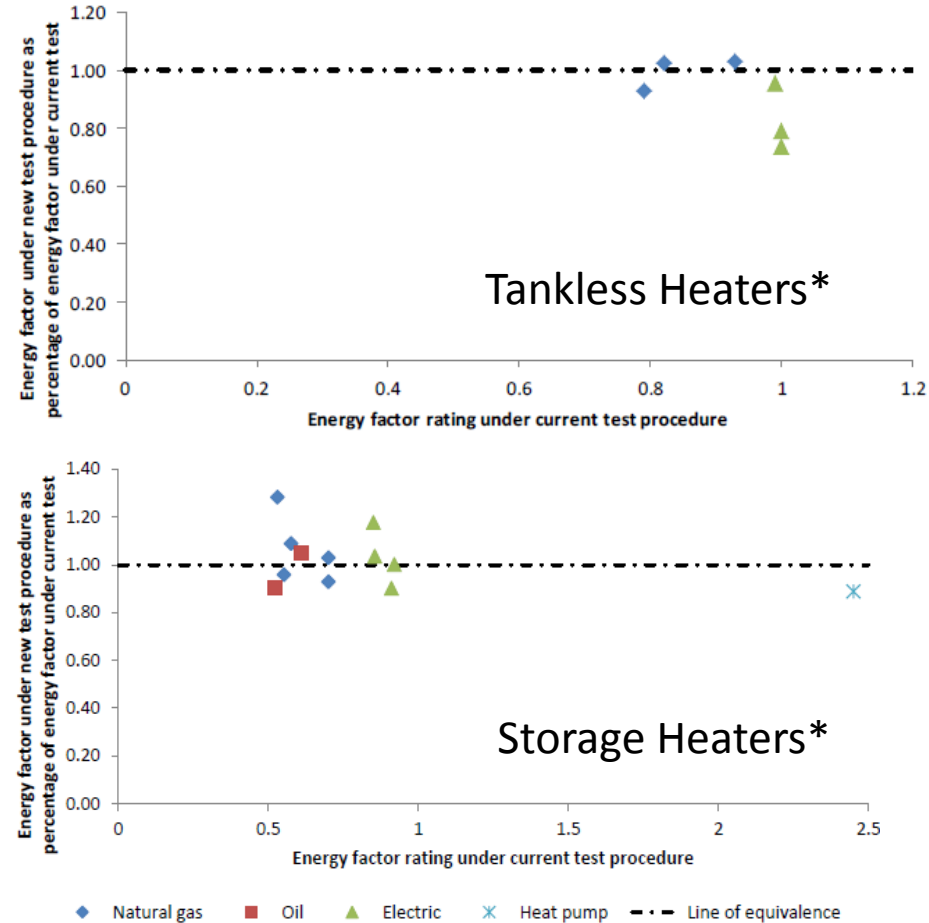 Energy factor under new test procedure as
percentage of energy factor under current test
1.20
1.00
0.80
0.60
0.40
0.20
0.00
0
0.2
0.4
0.6
0.8
1
1.2
Tankless Heaters*
Energy factor rating under current test procedure
Energy factor under new test procedure as
percentage of energy factor under current test
1.40
1.20
1.00
0.80
0.60
0.40
0.20
0.00
0
0.5
1
1.5
2
2.5
Storage Heaters*
Energy factor rating under current test procedure
Natural gas
Oil
Electric
Heat pump
Line of equivalence